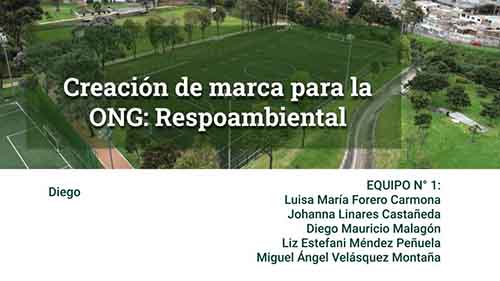 Creación de marca para la
ONG: Respoambiental
Diego
EQUIPO N° 1:
Luisa María Forero Carmona
Johanna Linares Castañeda
Diego Mauricio Malagón
Liz Estefani Méndez Peñuela
Miguel Ángel Velásquez Montaña